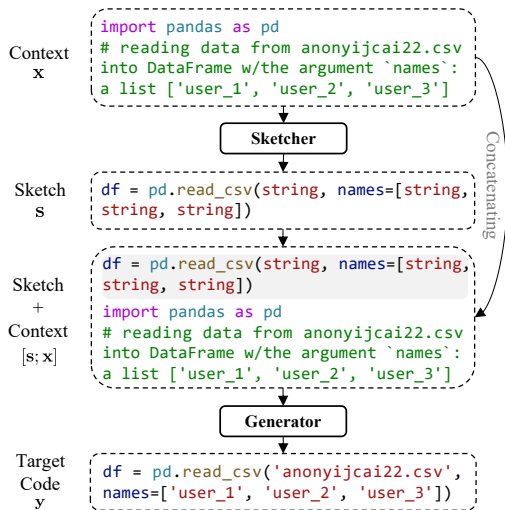 Context
x
import pandas as pd
# reading data from anonyijcai22.csv
into DataFrame w/the argument `names`:
a list ['user_1', 'user_2', 'user_3']
Sketcher
Concatenating
Sketch
s
df = pd.read_csv(string, names=[string,
string, string])
Sketch
+
Context
[s; x]
df = pd.read_csv(string, names=[string,
string, string])
import pandas as pd
# reading data from anonyijcai22.csv
into DataFrame w/the argument `names`:
a list ['user_1', 'user_2', 'user_3']
Generator
Target
Code
y
df = pd.read_csv('anonyijcai22.csv',
names=['user_1', 'user_2', 'user_3'])